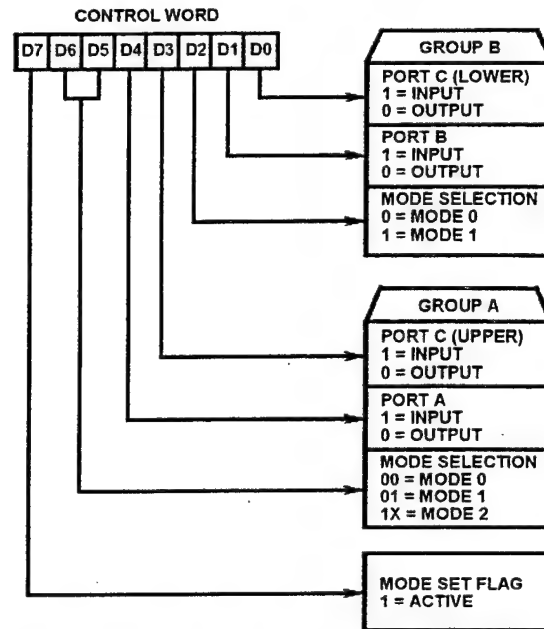 CONTROL WORD
D7 D6 D5 D4 D3 D2 D1 D0
GROUP B
PORT C (LOWER)
1 = INPUT
0 = OUTPUT
PORT B
1 = INPUT
0 = OUTPUT
MODE SELECTION
0 = MODE 0
1 = MODE 1
GROUP A
PORT C (UPPER)
1 = INPUT
0 = OUTPUT
PORT A
1 = INPUT
0 = OUTPUT
MODE SELECTION
00 = MODE 0
01 = MODE 1
1X = MODE 2
MODE SET FLAG
1 = ACTIVE